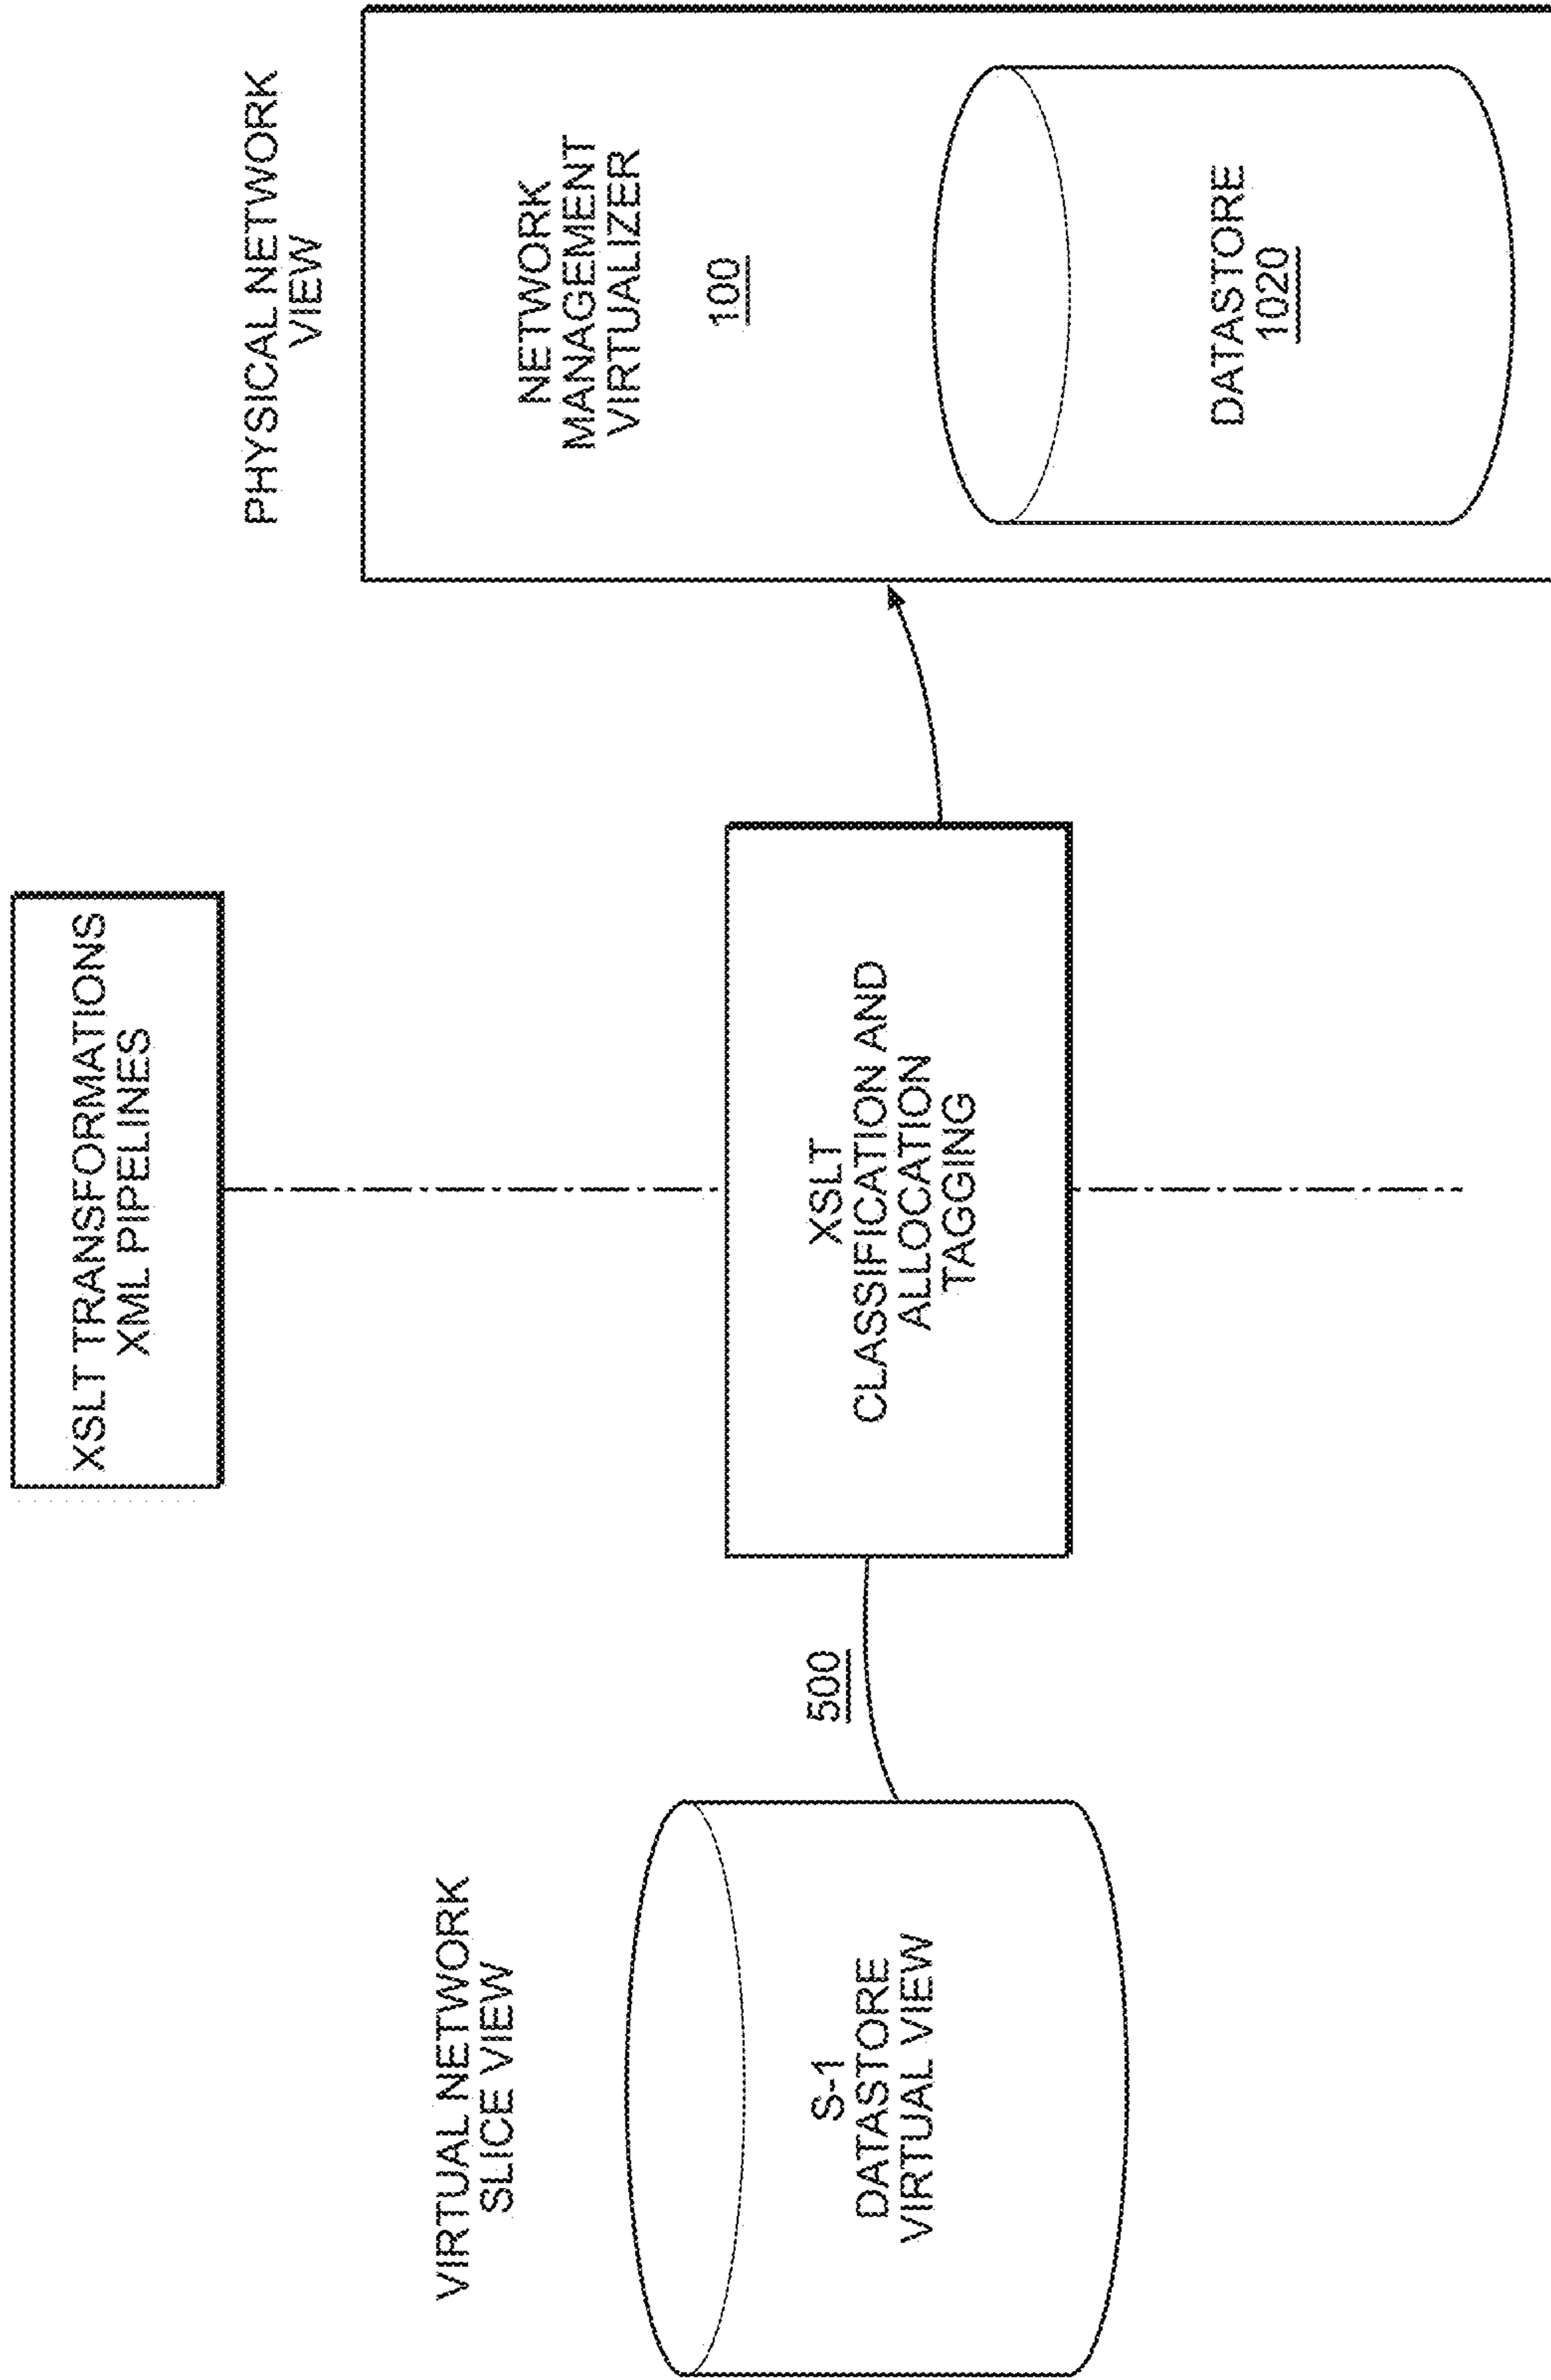 XSLT TRANSFORMATIONS
XML PIPELINES
VIRTUAL NETWORK
SLICE VIEW
S-1
DATASTORE
VIRTUAL VIEW
500
XSLT
CLASSIFICATION AND
ALLOCATION
TAGGING
PHYSICAL NETWORK
VIEW
NETWORK
MANAGEMENT
VIRTUALIZER
100
DATASTORE
1020